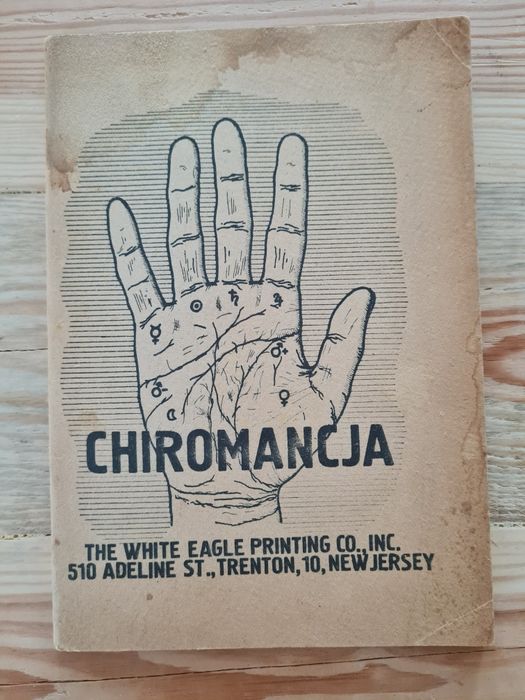 CHIROMANCJA
THE WHITE EAGLE PRINTING CO., INC.
510 ADELINE ST., TRENTON, 10, NEW JERSEY